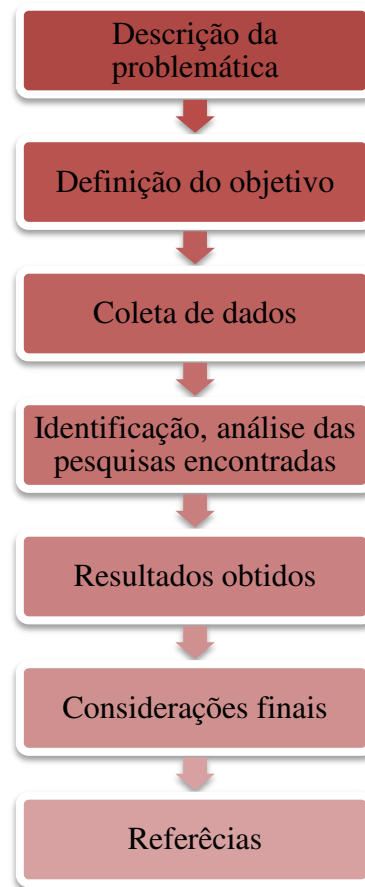 Descrição da
problemática
Definição do objetivo
Coleta de dados
Identificação, análise das
pesquisas encontradas
Resultados obtidos
Considerações finais
Referêcias